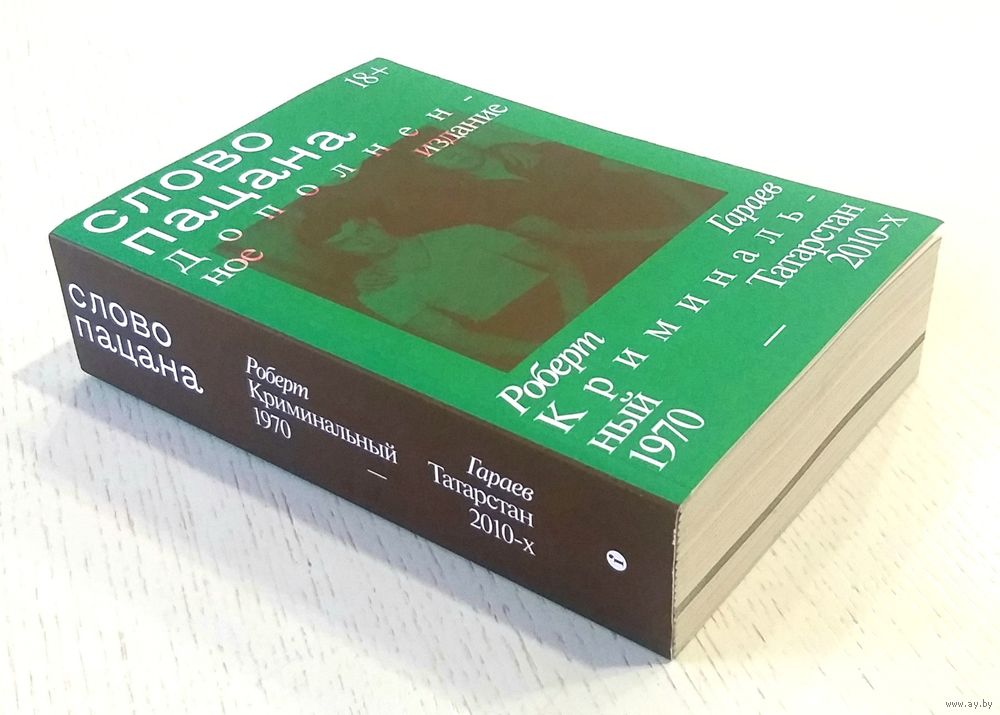 18+
слово
пацана
Дополнен-
ное издание
Роберт Гараев
Криминаль-
ный Татарстан
1970 — 2010-х
слово
пацана
Роберт Гараев
Криминальный Татарстан
1970 — 2010-х
i
www.ay.by